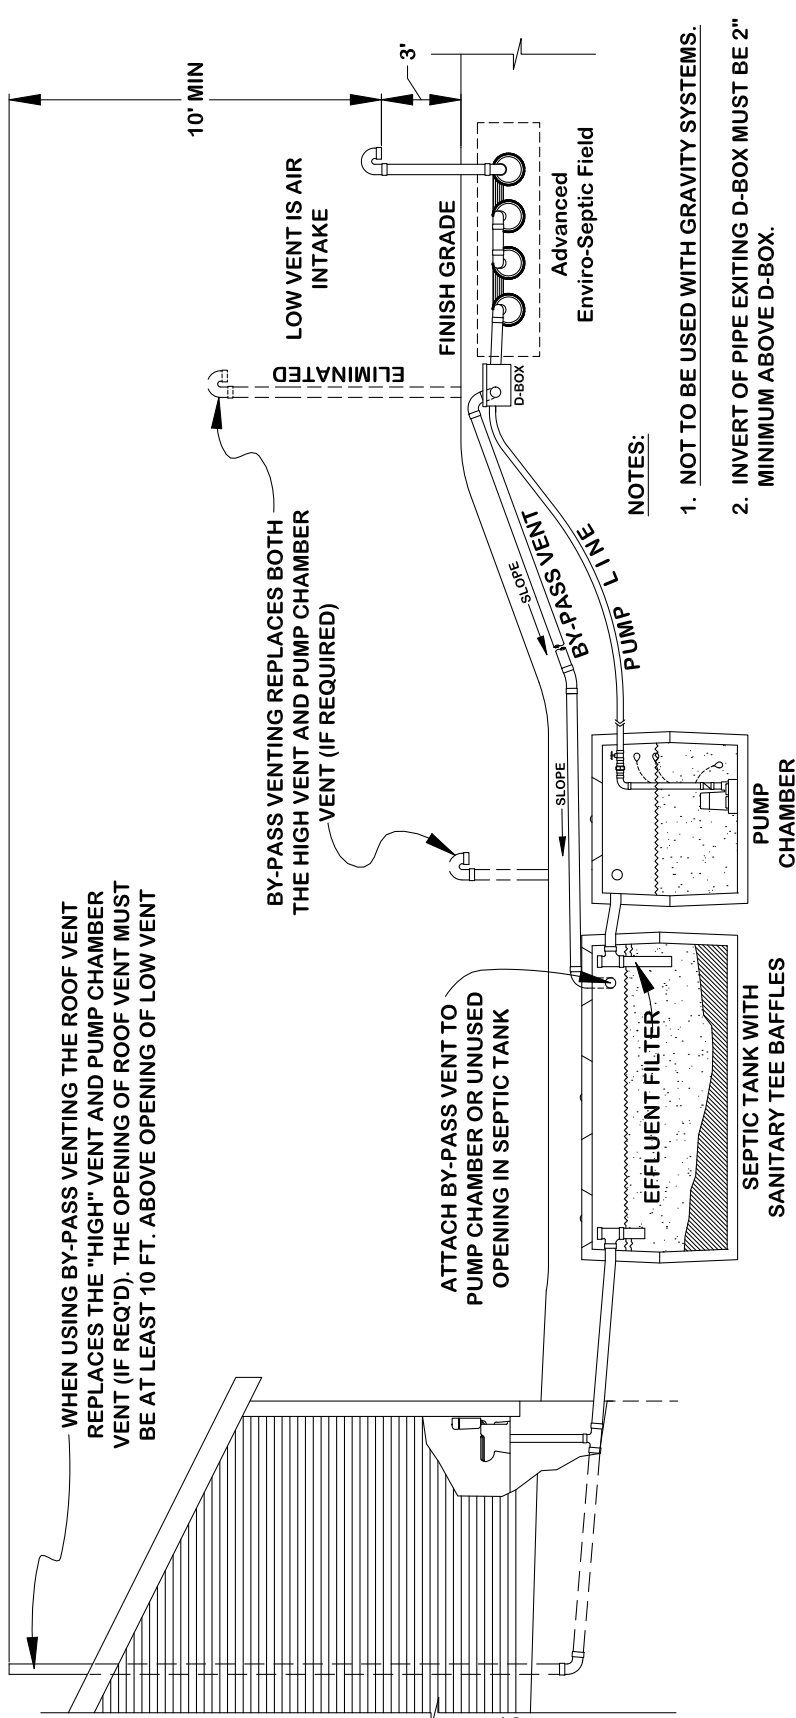 WHEN USING BY-PASS VENTING THE ROOF VENT
REPLACES THE "HIGH" VENT AND PUMP CHAMBER
VENT (IF REQ'D). THE OPENING OF ROOF VENT MUST
BE AT LEAST 10 FT. ABOVE OPENING OF LOW VENT
10' MIN
3'
BY-PASS VENTING REPLACES BOTH
THE HIGH VENT AND PUMP CHAMBER
VENT (IF REQUIRED)
ELIMINATED
LOW VENT IS AIR
INTAKE
FINISH GRADE
ATTACH BY-PASS VENT TO
PUMP CHAMBER OR UNUSED
OPENING IN SEPTIC TANK
SLOPE
SLOPE
BY-PASS VENT
PUMP LINE
D-BOX
Advanced
Enviro-Septic Field
EFFLUENT FILTER
SEPTIC TANK WITH
SANITARY TEE BAFFLES
PUMP
CHAMBER
NOTES:
1. NOT TO BE USED WITH GRAVITY SYSTEMS.
2. INVERT OF PIPE EXITING D-BOX MUST BE 2"
MINIMUM ABOVE D-BOX.